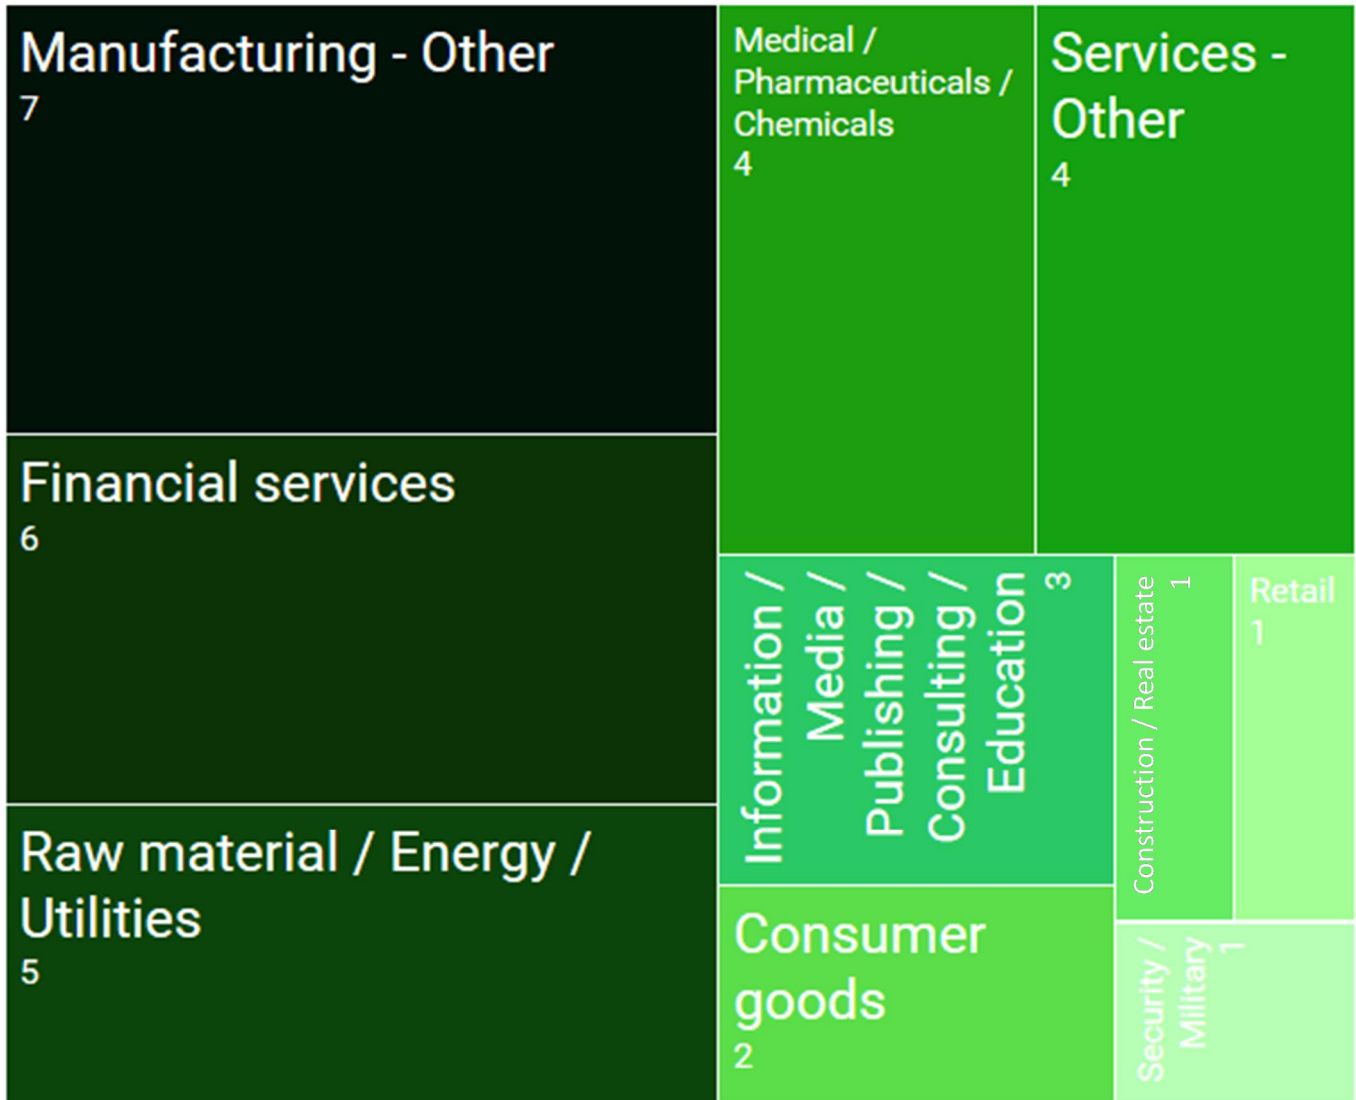 Manufacturing - Other
7
Financial services
6
Raw material / Energy /
Utilities
5
Medical /
Pharmaceuticals /
Chemicals
4
Services -
Other
4
Information /
Media /
Publishing /
Consulting /
Education
3
Consumer
goods
2
Construction / Real estate
1
Retail
1
Security /
Military
1